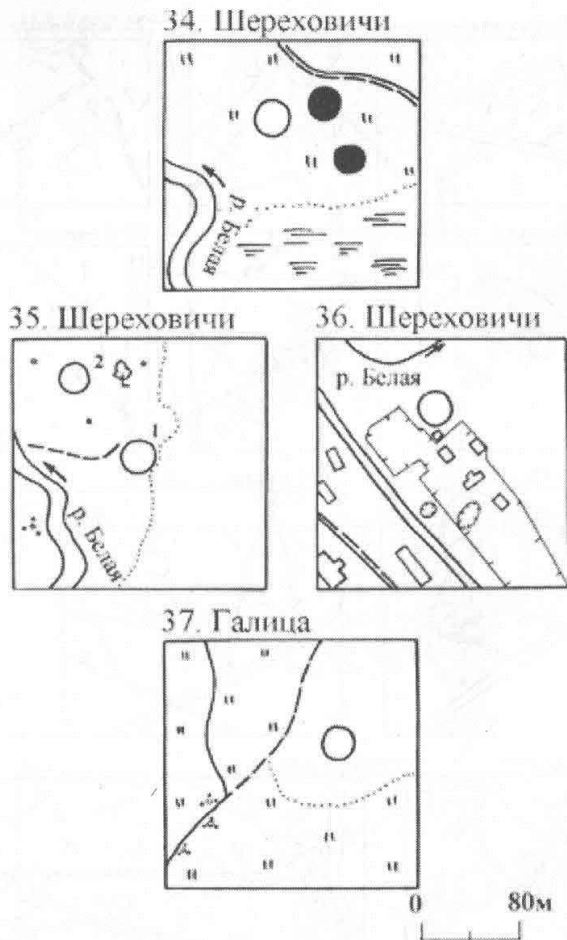 34. Шереховичи
р. Белая
35. Шереховичи
36. Шереховичи
2
1
р. Белая
р. Белая
37. Галица
0 80м